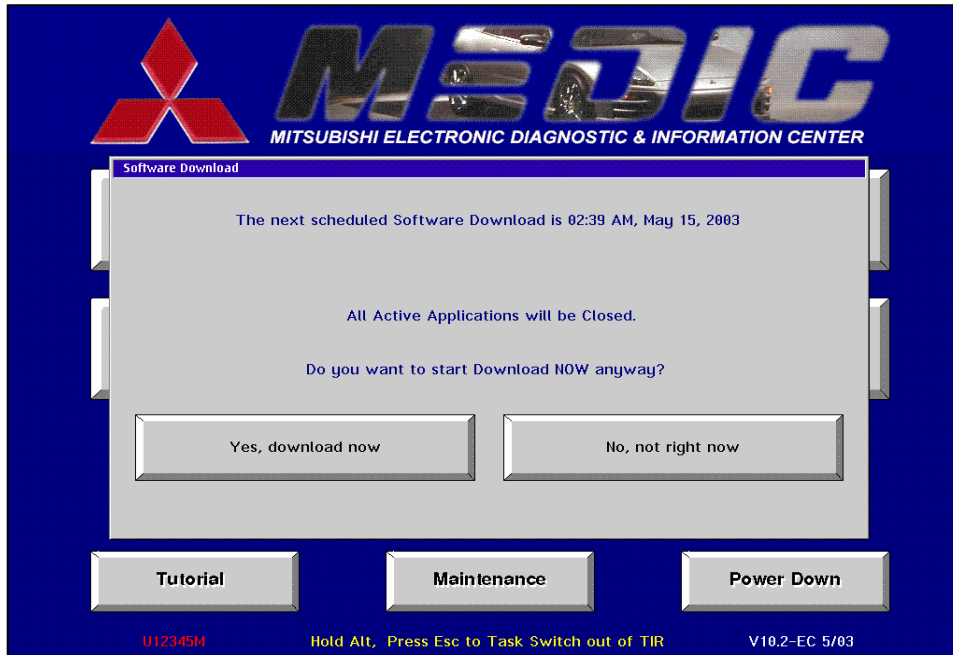 MEDIC
MITSUBISHI ELECTRONIC DIAGNOSTIC & INFORMATION CENTER
Software Download
The next scheduled Software Download is 02:39 AM, May 15, 2003
All Active Applications will be Closed.
Do you want to start Download NOW anyway?
Yes, download now
No, not right now
Tutorial
Maintenance
Power Down
U12345M
Hold Alt, Press Esc to Task Switch out of TIR
V10.2-EC 5/03